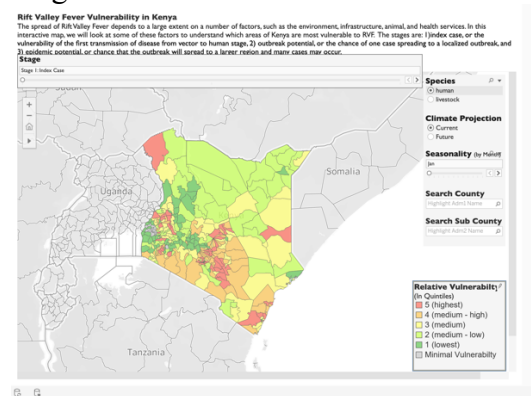 Rift Valley Fever Vulnerability in Kenya
The spread of Rift Valley Fever depends to a large extent on a number of factors, such as the environment, infrastructure, animal, and health services. In this
interactive map, we will look at some of these factors to understand which areas of Kenya are most vulnerable to RVF. The stages are: 1)index case, or the
vulnerability of the first transmission of disease from vector to human stage, 2) outbreak potential, or the chance of one case spreading to a localized outbreak, and
3) epidemic potential, or chance that the outbreak will spread to a larger region and many cases may occur.
Stage
Stage 1: Index Case
Species
human
livestock
Climate Projection
Current
Future
Seasonality (by Month)
Jan
Search County
Highlight Adm1 Name
Search Sub County
Highlight Adm2 Name
Uganda
Somalia
Tanzania
Relative Vulnerability
(In Quintiles)
5 (highest)
4 (medium - high)
3 (medium)
2 (medium - low)
1 (lowest)
Minimal Vulnerability